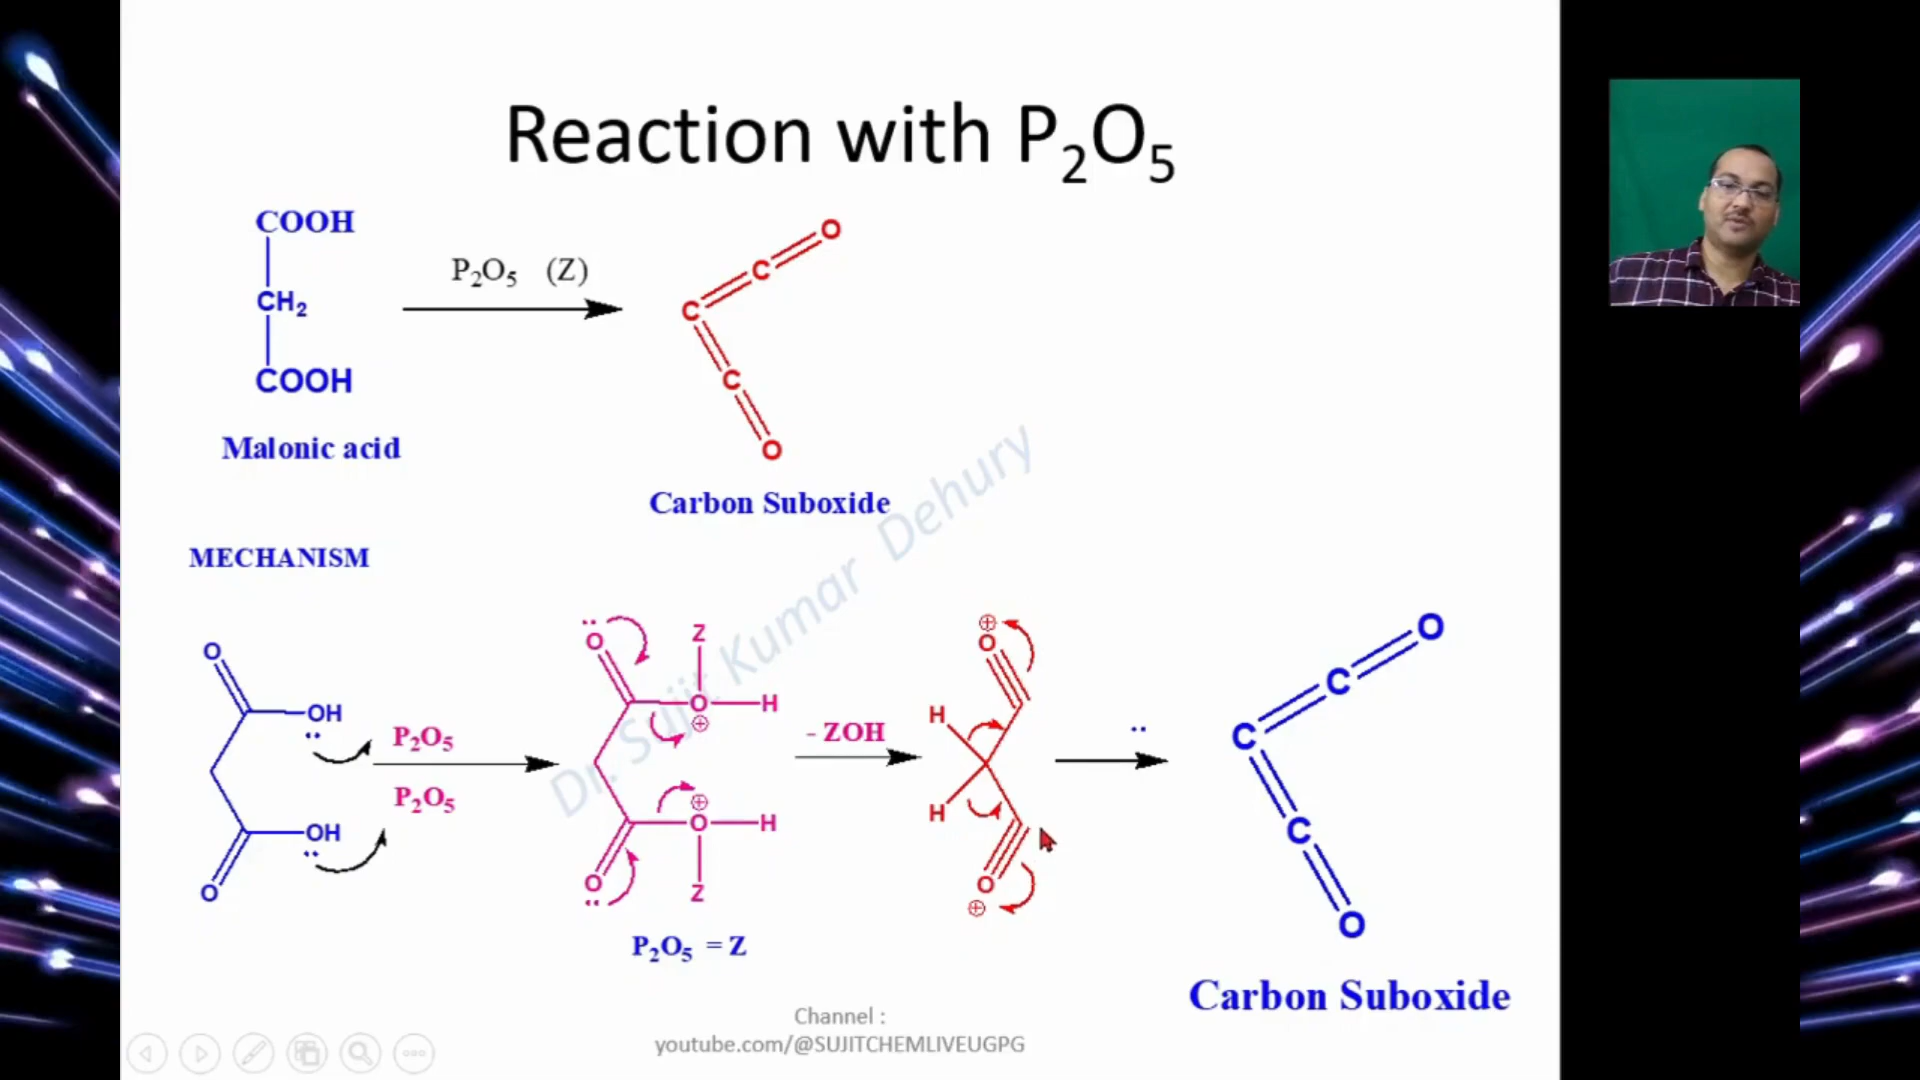 Reaction with P₂O₅
COOH
CH₂
COOH
P₂O₅ (Z)
O
C
C
C
O
Malonic acid
Carbon Suboxide
MECHANISM
O
OH
OH
O
P₂O₅
P₂O₅
O
Z
O H
⊕
⊕
O H
O
Z
P₂O₅ = Z
- ZOH
⊕
O
H
H
O
⊕
O
C
C
C
O
Carbon Suboxide
Dr. Sujit Kumar Dehury
Channel :
youtube.com/@SUJITCHEMLIVEUGPG